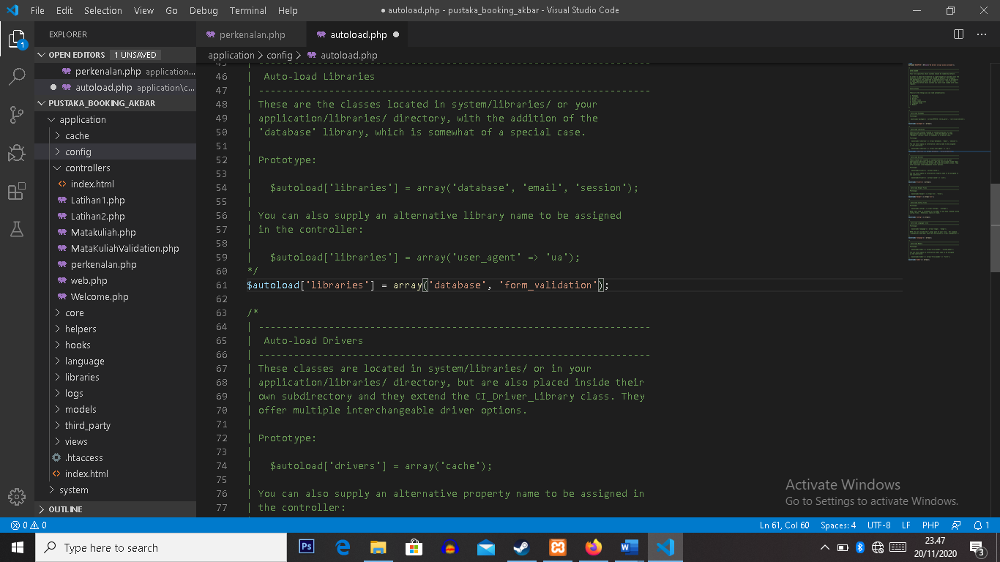 File Edit Selection View Go Debug Terminal Help
● autoload.php - pustaka_booking_akbar - Visual Studio Code
EXPLORER
OPEN EDITORS 1 UNSAVED
perkenalan.php application...
autoload.php application\c...
PUSTAKA_BOOKING_AKBAR
application
cache
config
controllers
index.html
Latihan1.php
Latihan2.php
Matakuliah.php
MataKuliahValidation.php
perkenalan.php
web.php
Welcome.php
core
helpers
hooks
language
libraries
logs
models
third_party
views
.htaccess
index.html
system
OUTLINE
perkenalan.php autoload.php
application > config > autoload.php
45 | -------------------------------------------------------------------
46 | Auto-load Libraries
47 | -------------------------------------------------------------------
48 | These are the classes located in system/libraries/ or your
49 | application/libraries/ directory, with the addition of the
50 | 'database' library, which is somewhat of a special case.
51 |
52 | Prototype:
53 |
54 | $autoload['libraries'] = array('database', 'email', 'session');
55 |
56 | You can also supply an alternative library name to be assigned
57 | in the controller:
58 |
59 | $autoload['libraries'] = array('user_agent' => 'ua');
60 */
61 $autoload['libraries'] = array('database', 'form_validation');
62
63 /*
64 | -------------------------------------------------------------------
65 | Auto-load Drivers
66 | -------------------------------------------------------------------
67 | These classes are located in system/libraries/ or in your
68 | application/libraries/ directory, but are also placed inside their
69 | own subdirectory and they extend the CI_Driver_Library class. They
70 | offer multiple interchangeable driver options.
71 |
72 | Prototype:
73 |
74 | $autoload['drivers'] = array('cache');
75 |
76 | You can also supply an alternative property name to be assigned in
77 | the controller:
Activate Windows
Go to Settings to activate Windows.
0 0
Ln 61, Col 60 Spaces: 4 UTF-8 LF PHP 1
Type here to search
Ps
23.47
20/11/2020
3